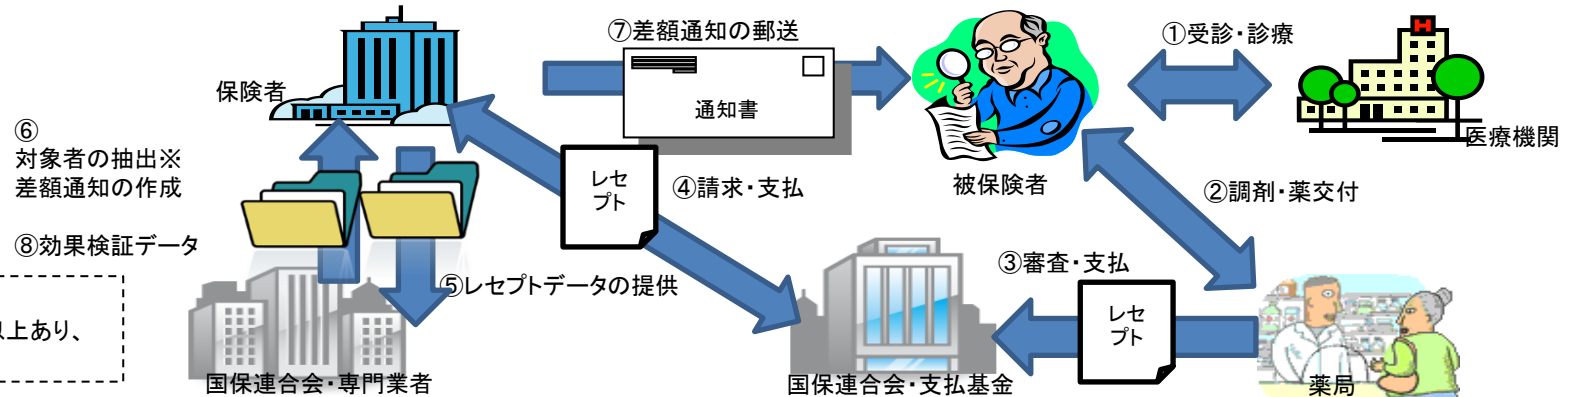 ⑦差額通知の郵送
①受診・診療
保険者
通知書
⑥
対象者の抽出※
差額通知の作成
医療機関
レセ
プト
④請求・支払
被保険者
②調剤・薬交付
⑧効果検証データ
③審査・支払
⑤レセプトデータの提供
レセ
プト
以上あり、
国保連合会・専門業者
国保連合会・支払基金
薬局
H